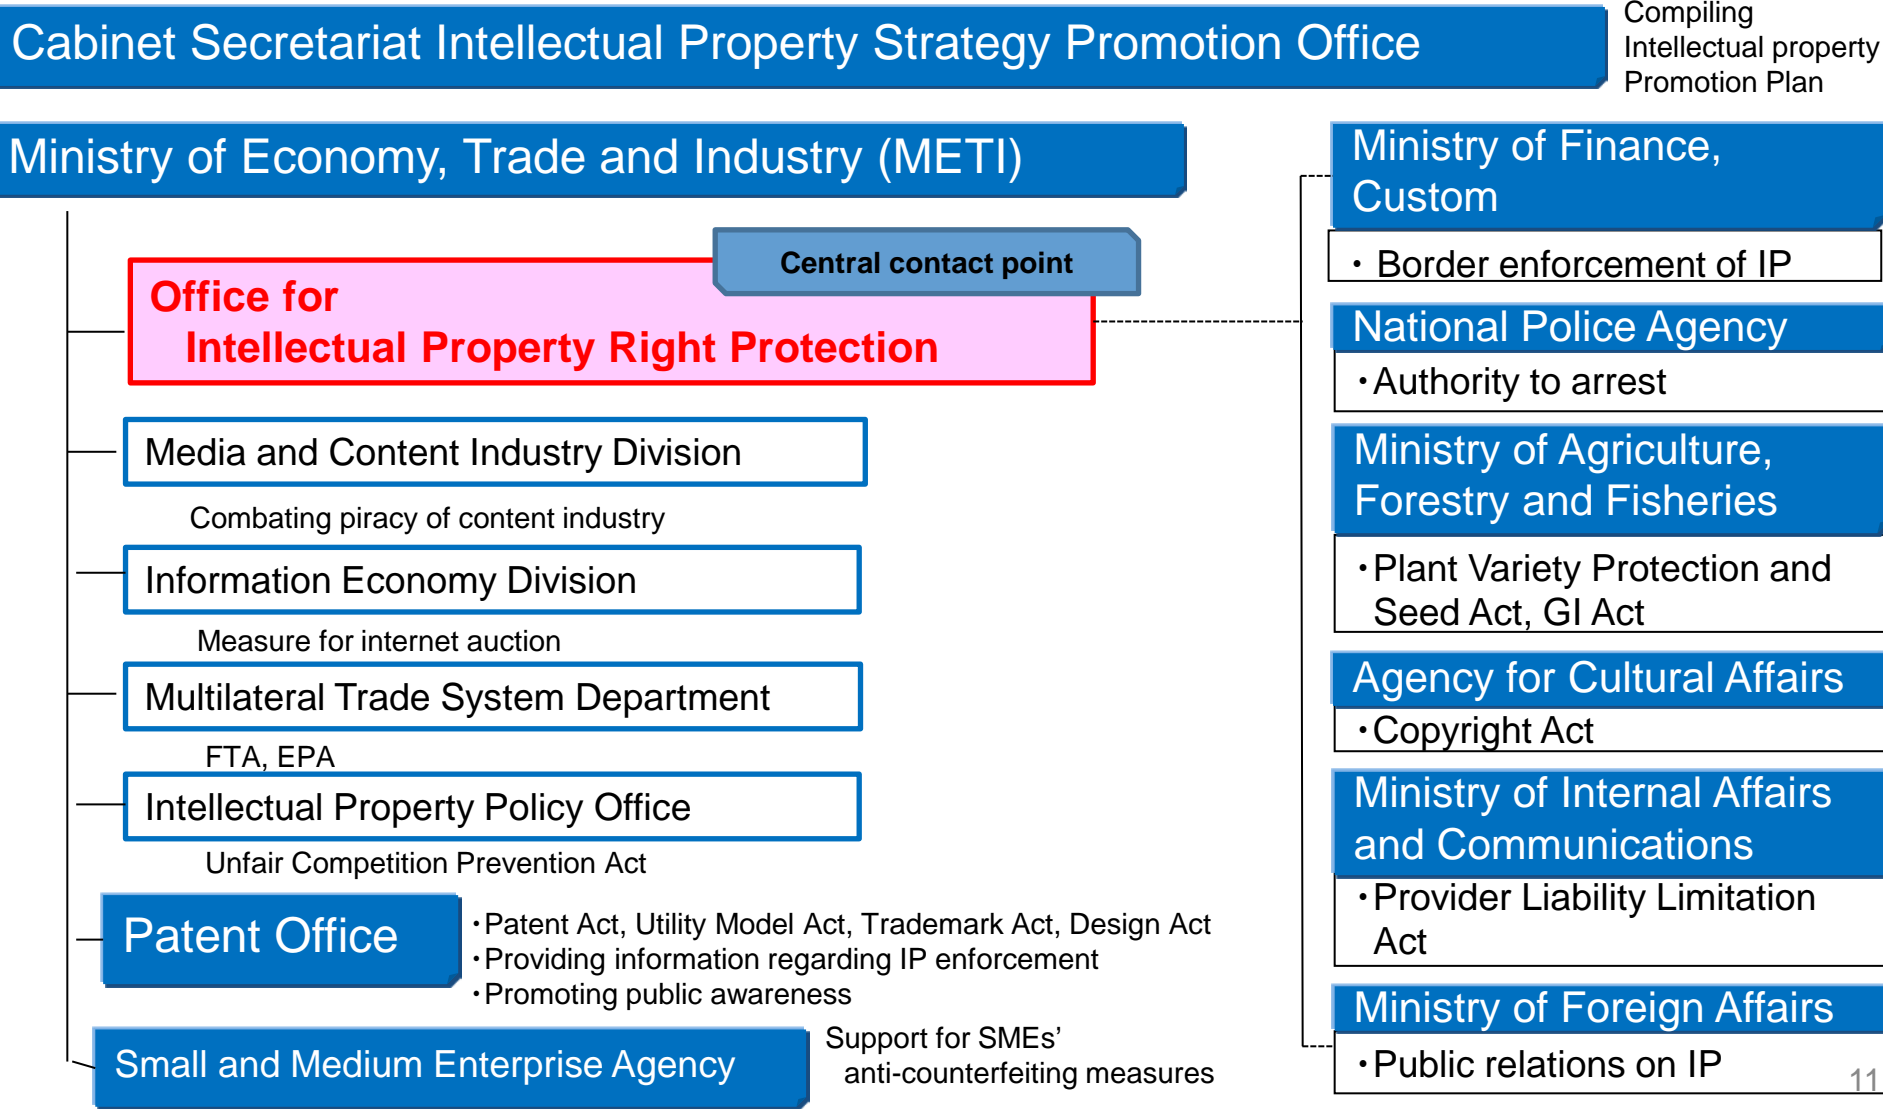 Cabinet Secretariat Intellectual Property Strategy Promotion Office
Compiling
Intellectual property
Promotion Plan
Ministry of Economy, Trade and Industry (METI)
Central contact point
Office for
Intellectual Property Right Protection
Media and Content Industry Division
Combating piracy of content industry
Information Economy Division
Measure for internet auction
Multilateral Trade System Department
FTA, EPA
Intellectual Property Policy Office
Unfair Competition Prevention Act
Patent Office
・Patent Act, Utility Model Act, Trademark Act, Design Act
・Providing information regarding IP enforcement
・Promoting public awareness
Small and Medium Enterprise Agency
Support for SMEs’
anti-counterfeiting measures
Ministry of Finance,
Custom
・ Border enforcement of IP
National Police Agency
・Authority to arrest
Ministry of Agriculture,
Forestry and Fisheries
・Plant Variety Protection and
Seed Act, GI Act
Agency for Cultural Affairs
・Copyright Act
Ministry of Internal Affairs
and Communications
・Provider Liability Limitation
Act
Ministry of Foreign Affairs
・Public relations on IP
11